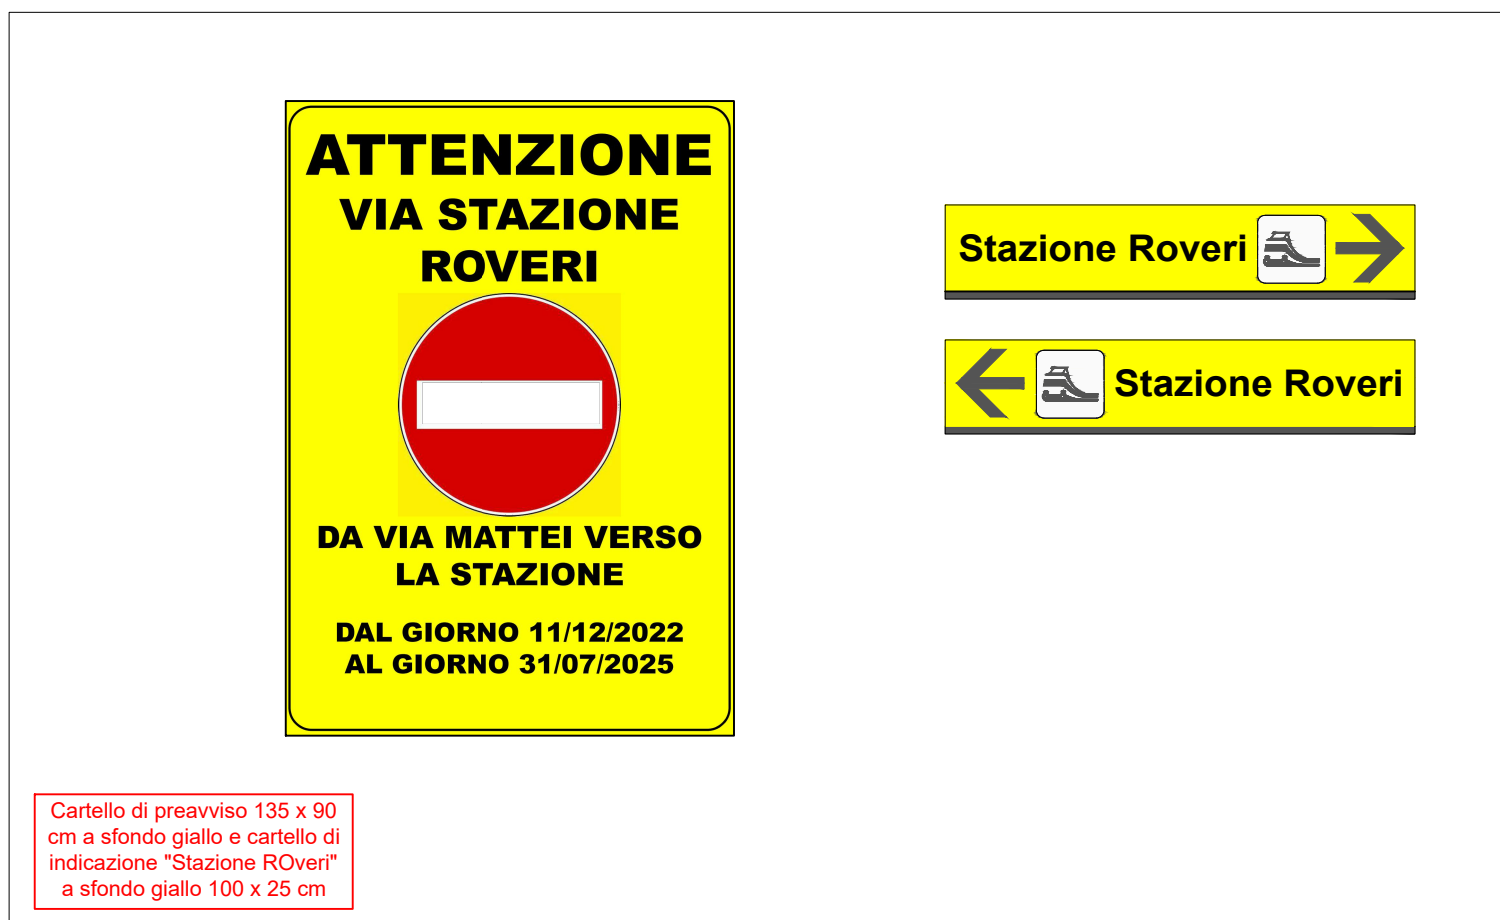 ATTENZIONE
VIA STAZIONE
ROVERI
DA VIA MATTEI VERSO
LA STAZIONE
DAL GIORNO 11/12/2022
AL GIORNO 31/07/2025
Stazione Roveri
Stazione Roveri
Cartello di preavviso 135 x 90
cm a sfondo giallo e cartello di
indicazione "Stazione ROveri"
a sfondo giallo 100 x 25 cm